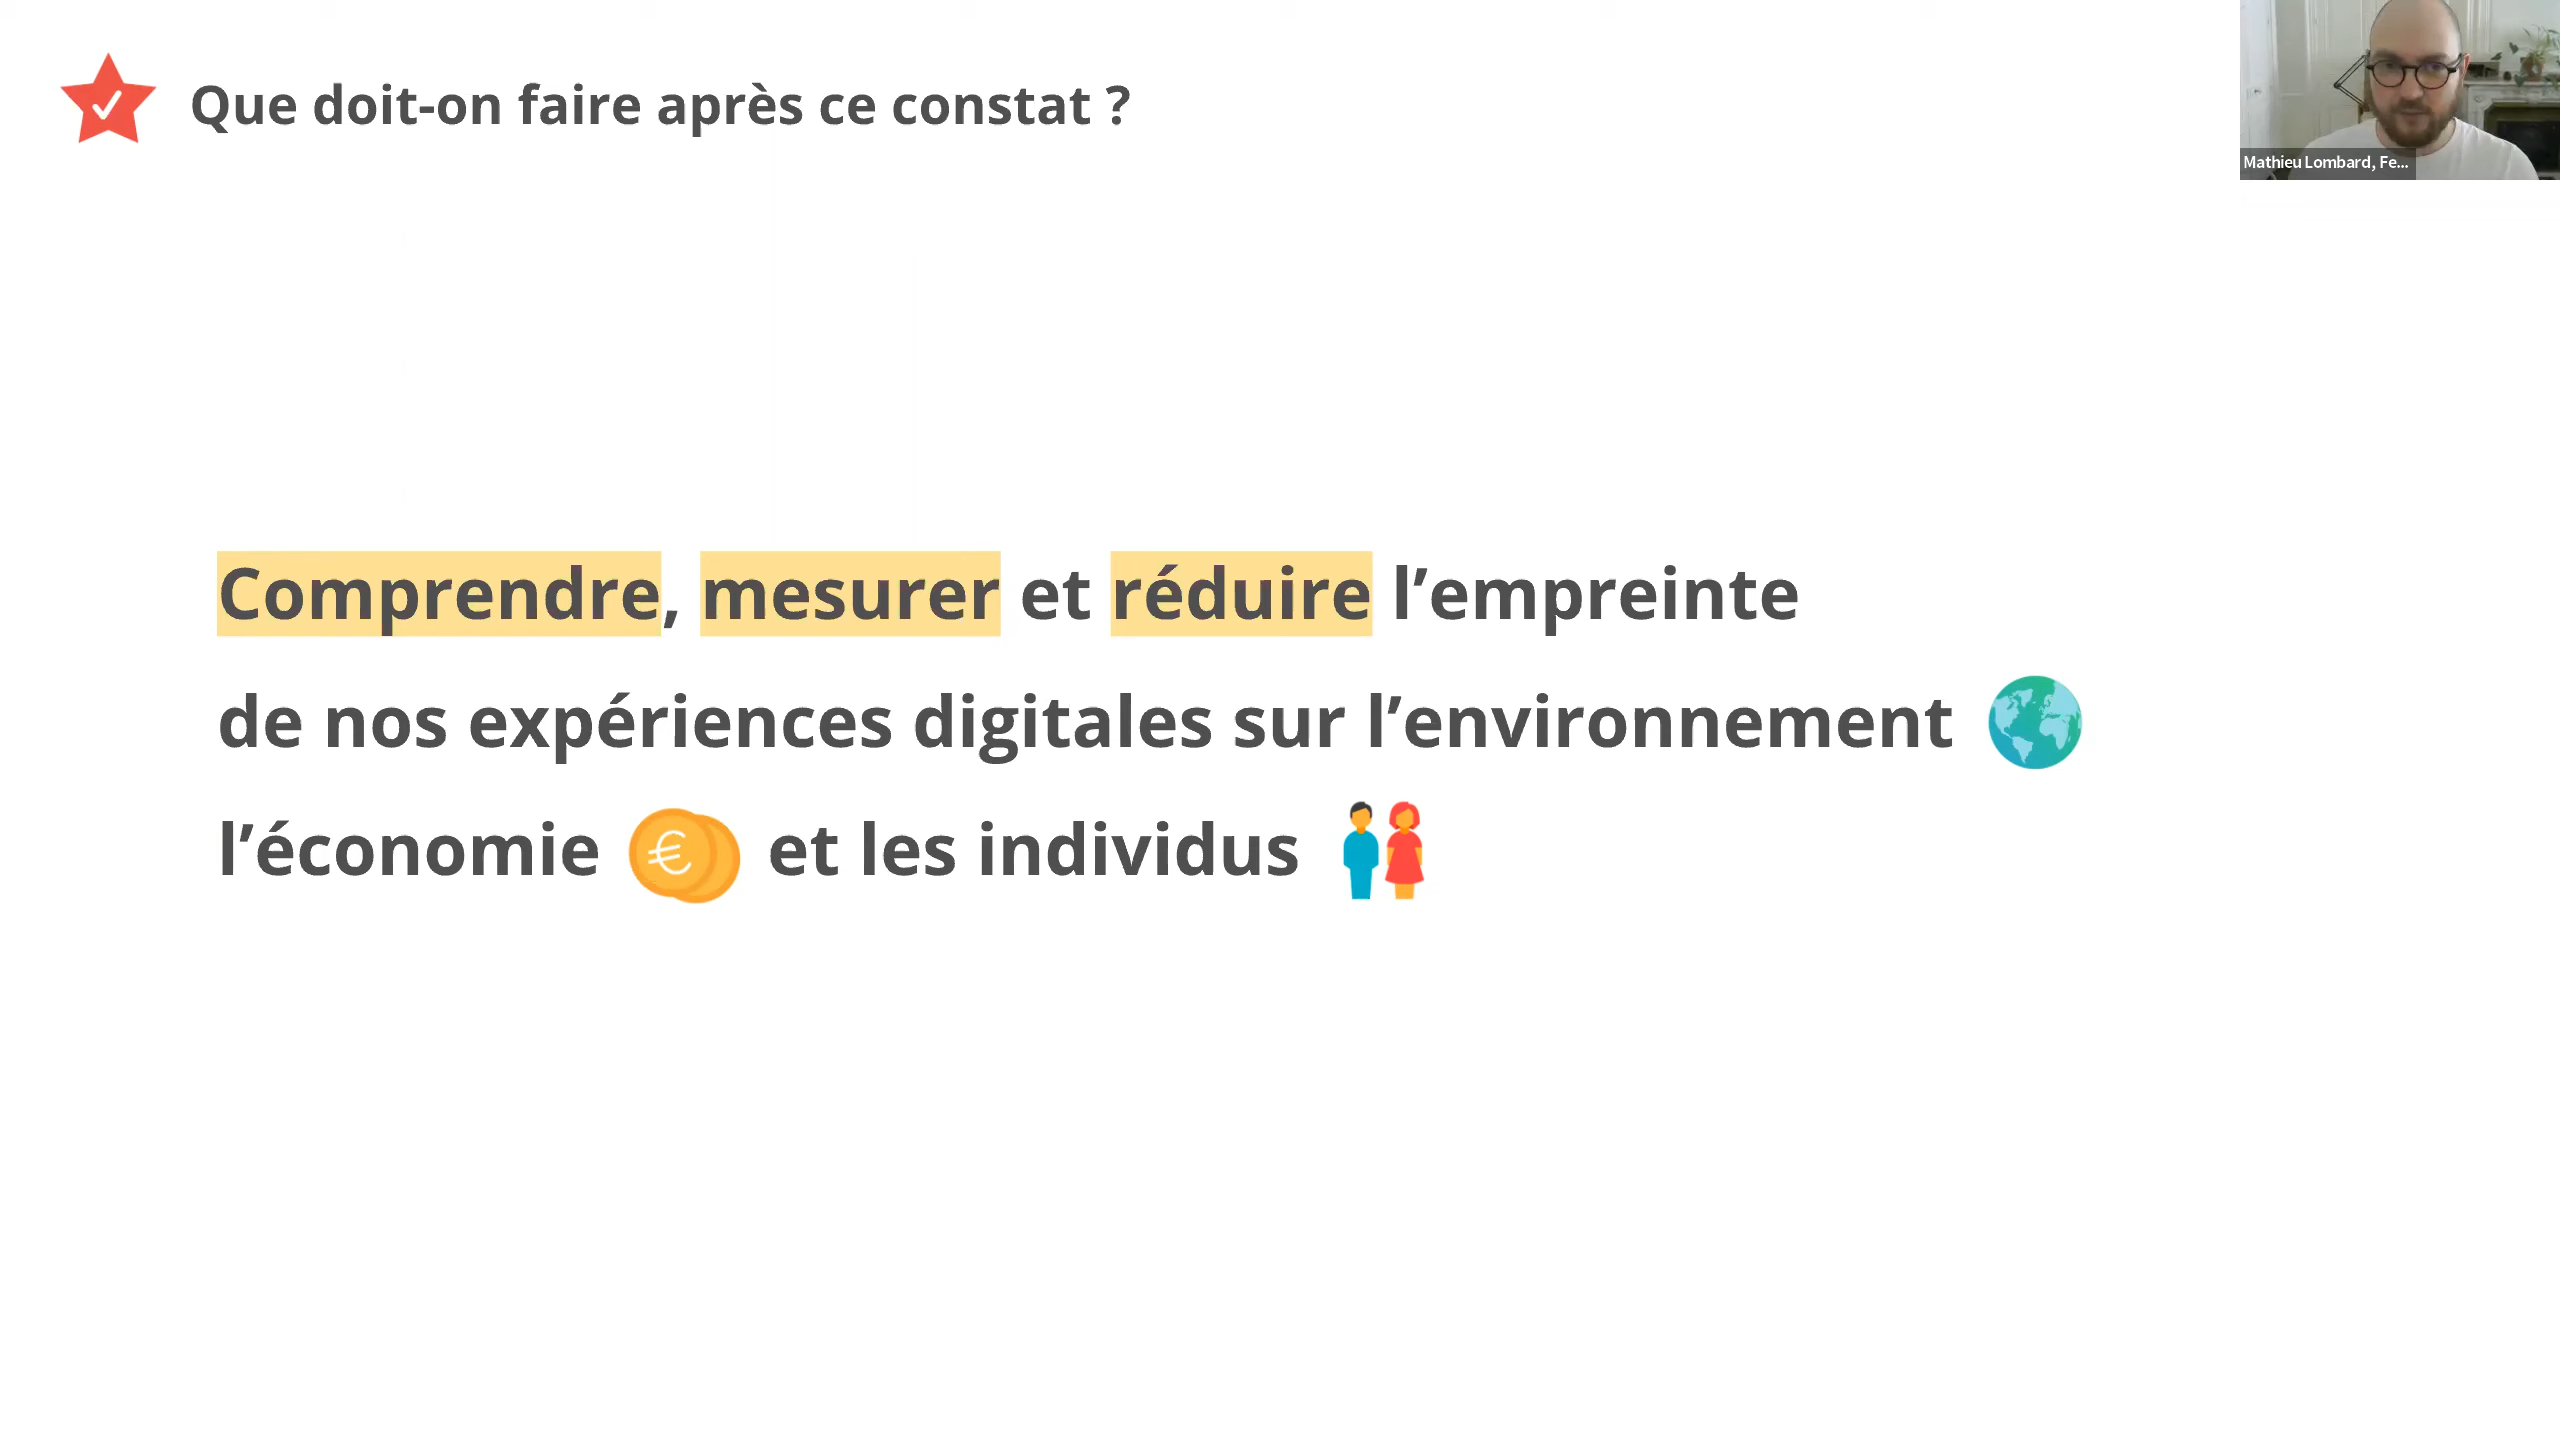 Que doit-on faire après ce constat ?
Mathieu Lombard, Fe...
Comprendre, mesurer et réduire l’empreinte
de nos expériences digitales sur l’environnement
l’économie € et les individus